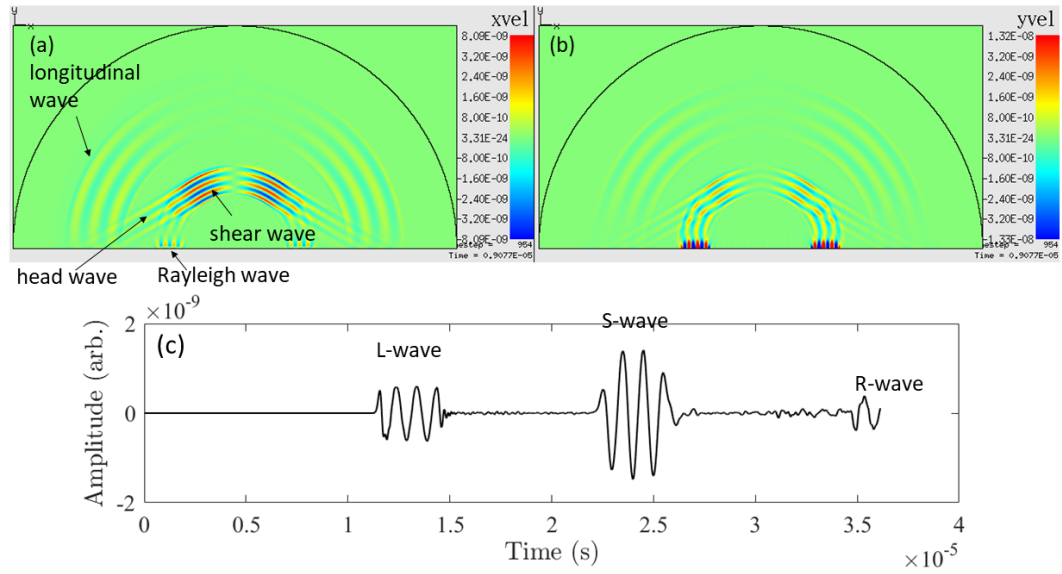 y
x
xvel
(a)
longitudinal
wave
8.09E-09
3.20E-09
2.40E-09
1.60E-09
8.00E-10
3.31E-24
-8.00E-10
-1.60E-09
-2.40E-09
-3.20E-09
-8.09E-09
954
Time = 0.9077E-05
shear wave
head wave
Rayleigh wave
y
x
yvel
(b)
1.32E-08
3.20E-09
2.40E-09
1.60E-09
8.00E-10
3.31E-24
-8.00E-10
-1.60E-09
-2.40E-09
-3.20E-09
-1.33E-08
954
Time = 0.9077E-05
×10⁻⁹
(c)
L-wave
S-wave
R-wave
2
0
-2
Amplitude (arb.)
0
0.5
1
1.5
2
2.5
3
3.5
4
Time (s)
×10⁻⁵